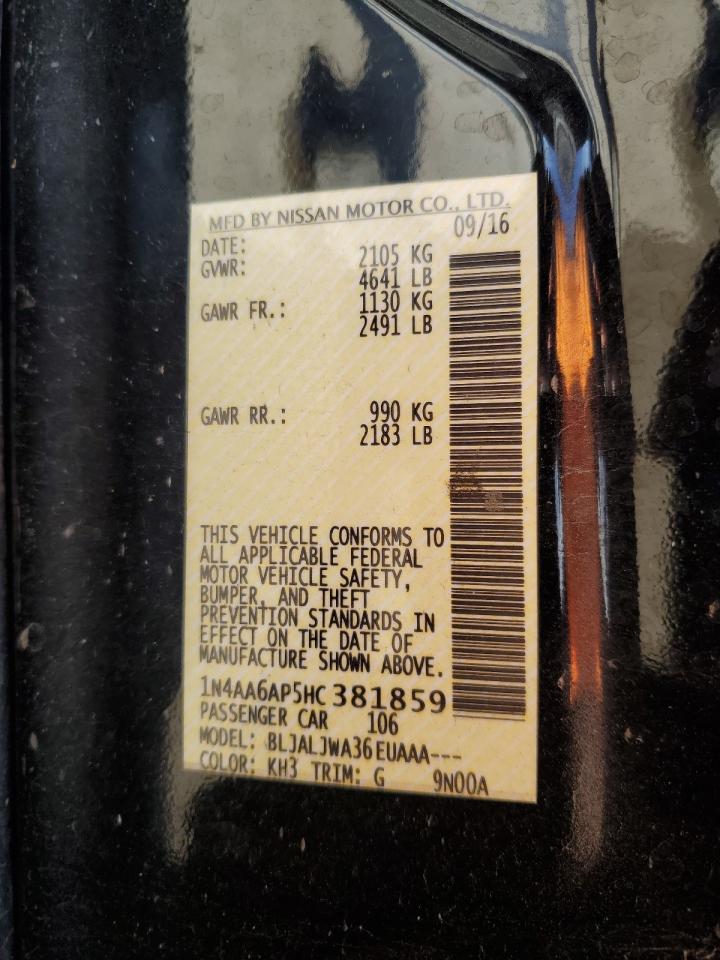 MFD BY NISSAN MOTOR CO., LTD.
DATE: 09/16
GVWR: 2105 KG
4641 LB
GAWR FR.: 1130 KG
2491 LB
GAWR RR.: 990 KG
2183 LB
THIS VEHICLE CONFORMS TO
ALL APPLICABLE FEDERAL
MOTOR VEHICLE SAFETY,
BUMPER, AND THEFT
PREVENTION STANDARDS IN
EFFECT ON THE DATE OF
MANUFACTURE SHOWN ABOVE.
1N4AA6AP5HC381859
PASSENGER CAR 106
MODEL: BLJALJWA36EUAAA---
COLOR: KH3 TRIM: G 9N00A